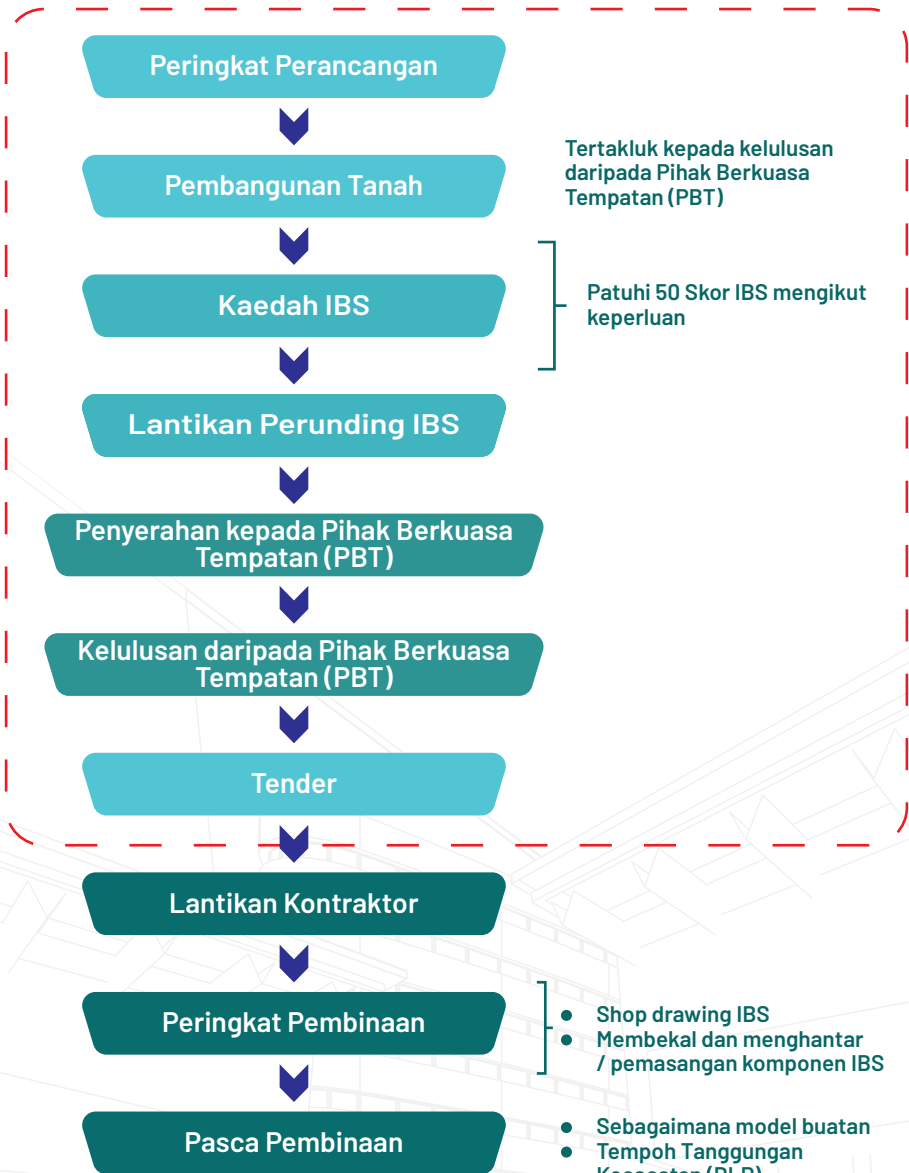 Peringkat Perancangan
Pembangunan Tanah
Tertakluk kepada kelulusan
daripada Pihak Berkuasa
Tempatan (PBT)
Kaedah IBS
Patuhi 50 Skor IBS mengikut
keperluan
Lantikan Perunding IBS
Penyerahan kepada Pihak Berkuasa
Tempatan (PBT)
Kelulusan daripada Pihak Berkuasa
Tempatan (PBT)
Tender
Lantikan Kontraktor
Peringkat Pembinaan
• Shop drawing IBS
• Membekal dan menghantar
/ pemasangan komponen IBS
Pasca Pembinaan
• Sebagaimana model buatan
• Tempoh Tanggungan